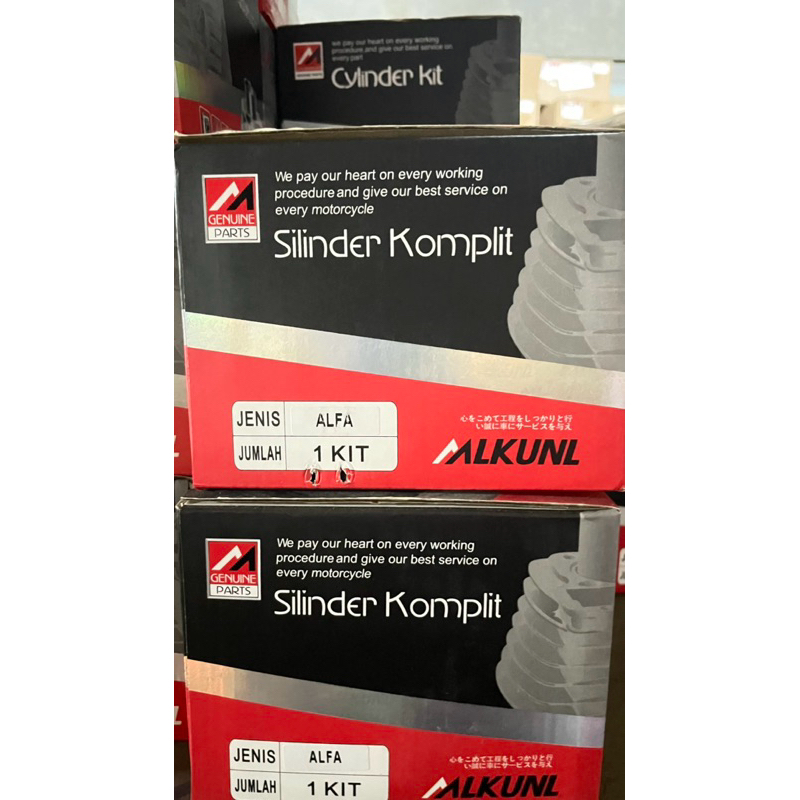 we pay our heart on every working
procedure and give our best service on
every part
Cylinder kit
We pay our heart on every working
procedure and give our best service on
every motorcycle
GENUINE
PARTS
Silinder Komplit
JENIS ALFA
JUMLAH 1 KIT
心をこめて工程をしっかりと行
い誠に車にサービスを与え
ALKUNL
We pay our heart on every working
procedure and give our best service on
every motorcycle
GENUINE
PARTS
Silinder Komplit
JENIS ALFA
JUMLAH 1 KIT
心をこめて工程をしっかりと行
い誠に車にサービスを与え
ALKUNL